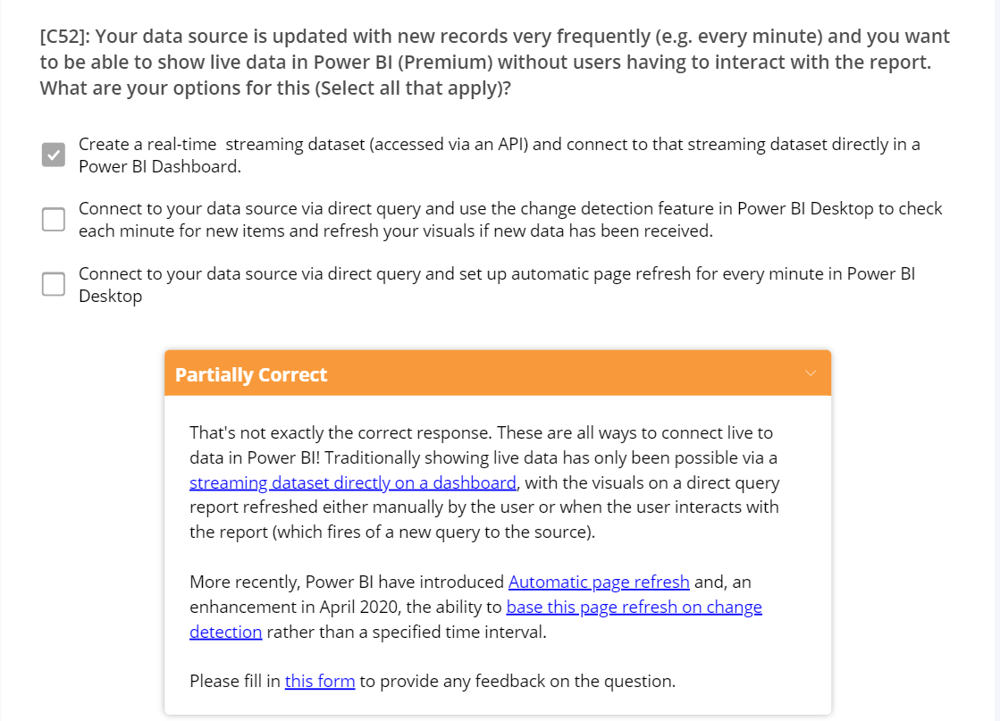 [C52]: Your data source is updated with new records very frequently (e.g. every minute) and you want
to be able to show live data in Power BI (Premium) without users having to interact with the report.
What are your options for this (Select all that apply)?
Create a real-time  streaming dataset (accessed via an API) and connect to that streaming dataset directly in a
Power BI Dashboard.
Connect to your data source via direct query and use the change detection feature in Power BI Desktop to check
each minute for new items and refresh your visuals if new data has been received.
Connect to your data source via direct query and set up automatic page refresh for every minute in Power BI
Desktop
Partially Correct
That's not exactly the correct response. These are all ways to connect live to
data in Power BI! Traditionally showing live data has only been possible via a
streaming dataset directly on a dashboard, with the visuals on a direct query
report refreshed either manually by the user or when the user interacts with
the report (which fires of a new query to the source).
More recently, Power BI have introduced Automatic page refresh and, an
enhancement in April 2020, the ability to base this page refresh on change
detection rather than a specified time interval.
Please fill in this form to provide any feedback on the question.